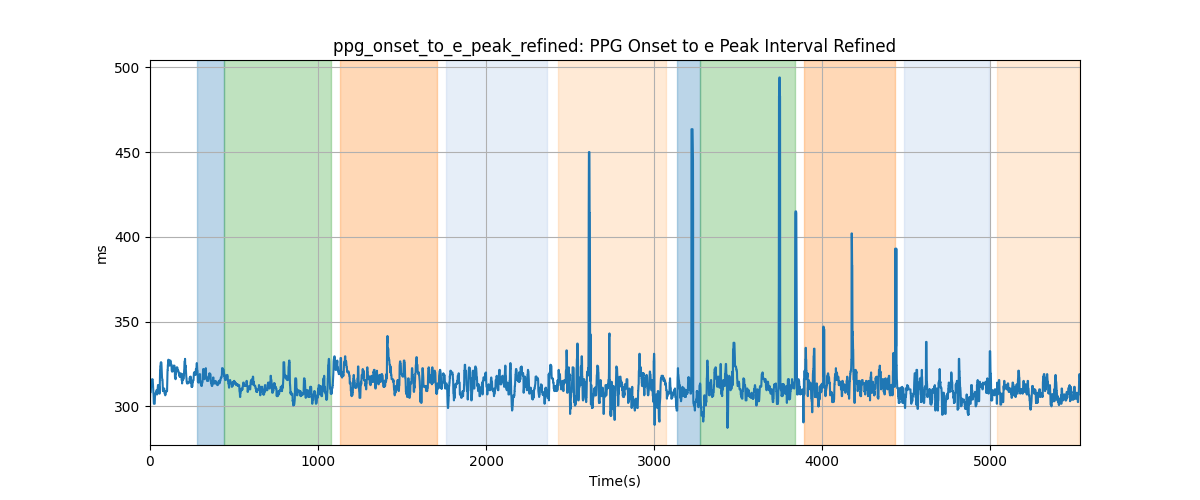 ppg_onset_to_e_peak_refined: PPG Onset to e Peak Interval Refined
500
450
400
350
300
ms
0 1000 2000 3000 4000 5000
Time(s)